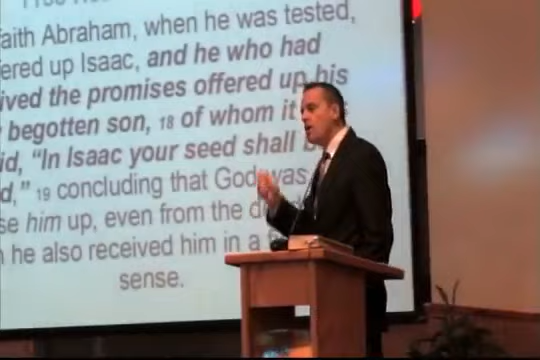 faith Abraham, when he was tested,
ered up Isaac, and he who had
ived the promises offered up his
begotten son, 18 of whom it
id, "In Isaac your seed shall
d," 19 concluding that God was
se him up, even from the d
he also received him in a
sense.